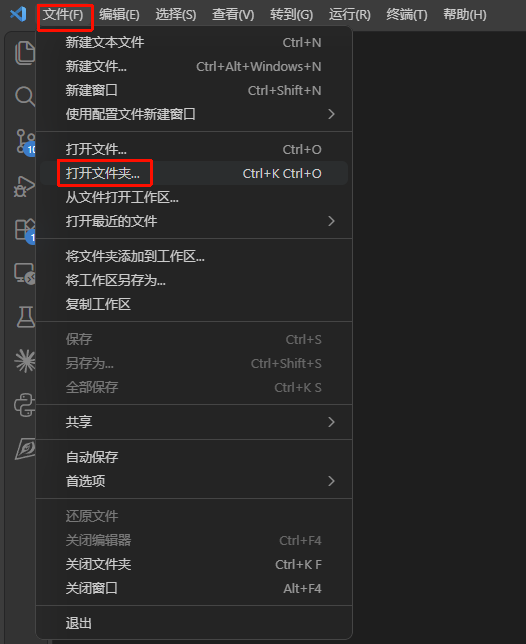 文件(F) 编辑(E) 选择(S) 查看(V) 转到(G) 运行(R) 终端(T) 帮助(H)
新建文本文件 Ctrl+N
新建文件... Ctrl+Alt+Windows+N
新建窗口 Ctrl+Shift+N
使用配置文件新建窗口
打开文件... Ctrl+O
打开文件夹... Ctrl+K Ctrl+O
从文件打开工作区...
打开最近的文件
将文件夹添加到工作区...
将工作区另存为...
复制工作区
保存 Ctrl+S
另存为... Ctrl+Shift+S
全部保存 Ctrl+K S
共享
自动保存
首选项
还原文件
关闭编辑器 Ctrl+F4
关闭文件夹 Ctrl+K F
关闭窗口 Alt+F4
退出
10
1